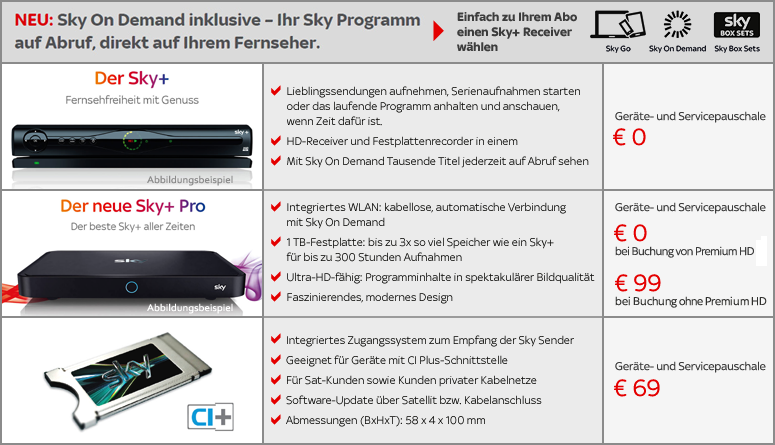 NEU: Sky On Demand inklusive – Ihr Sky Programm
auf Abruf, direkt auf Ihrem Fernseher.
Einfach zu Ihrem Abo
einen Sky+ Receiver
wählen
Sky Go
Sky On Demand
sky
BOX SETS
Sky Box Sets
Der Sky+
Fernsehfreiheit mit Genuss
sky+
Abbildungsbeispiel
Lieblingssendungen aufnehmen, Serienaufnahmen starten
oder das laufende Programm anhalten und anschauen,
wenn Zeit dafür ist.
HD-Receiver und Festplattenrecorder in einem
Mit Sky On Demand Tausende Titel jederzeit auf Abruf sehen
Geräte- und Servicepauschale
€ 0
Der neue Sky+ Pro
Der beste Sky+ aller Zeiten
sky
sky
Abbildungsbeispiel
Integriertes WLAN: kabellose, automatische Verbindung
mit Sky On Demand
1 TB-Festplatte: bis zu 3x so viel Speicher wie ein Sky+
für bis zu 300 Stunden Aufnahmen
Ultra-HD-fähig: Programminhalte in spektakulärer Bildqualität
Faszinierendes, modernes Design
Geräte- und Servicepauschale
€ 0
bei Buchung von Premium HD
€ 99
bei Buchung ohne Premium HD
sky
CI+
Integriertes Zugangssystem zum Empfang der Sky Sender
Geeignet für Geräte mit CI Plus-Schnittstelle
Für Sat-Kunden sowie Kunden privater Kabelnetze
Software-Update über Satellit bzw. Kabelanschluss
Abmessungen (BxHxT): 58 x 4 x 100 mm
Geräte- und Servicepauschale
€ 69